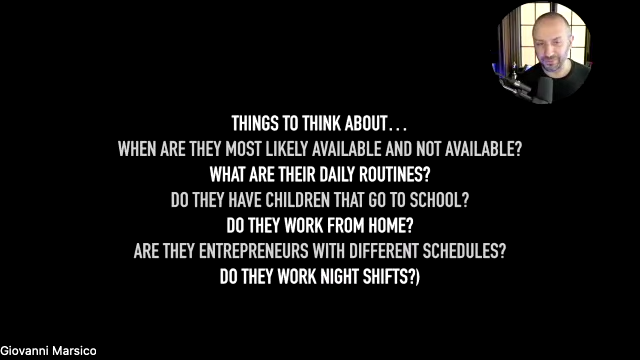 THINGS TO THINK ABOUT...
WHEN ARE THEY MOST LIKELY AVAILABLE AND NOT AVAILABLE?
WHAT ARE THEIR DAILY ROUTINES?
DO THEY HAVE CHILDREN THAT GO TO SCHOOL?
DO THEY WORK FROM HOME?
ARE THEY ENTREPRENEURS WITH DIFFERENT SCHEDULES?
DO THEY WORK NIGHT SHIFTS?)
Giovanni Marsico